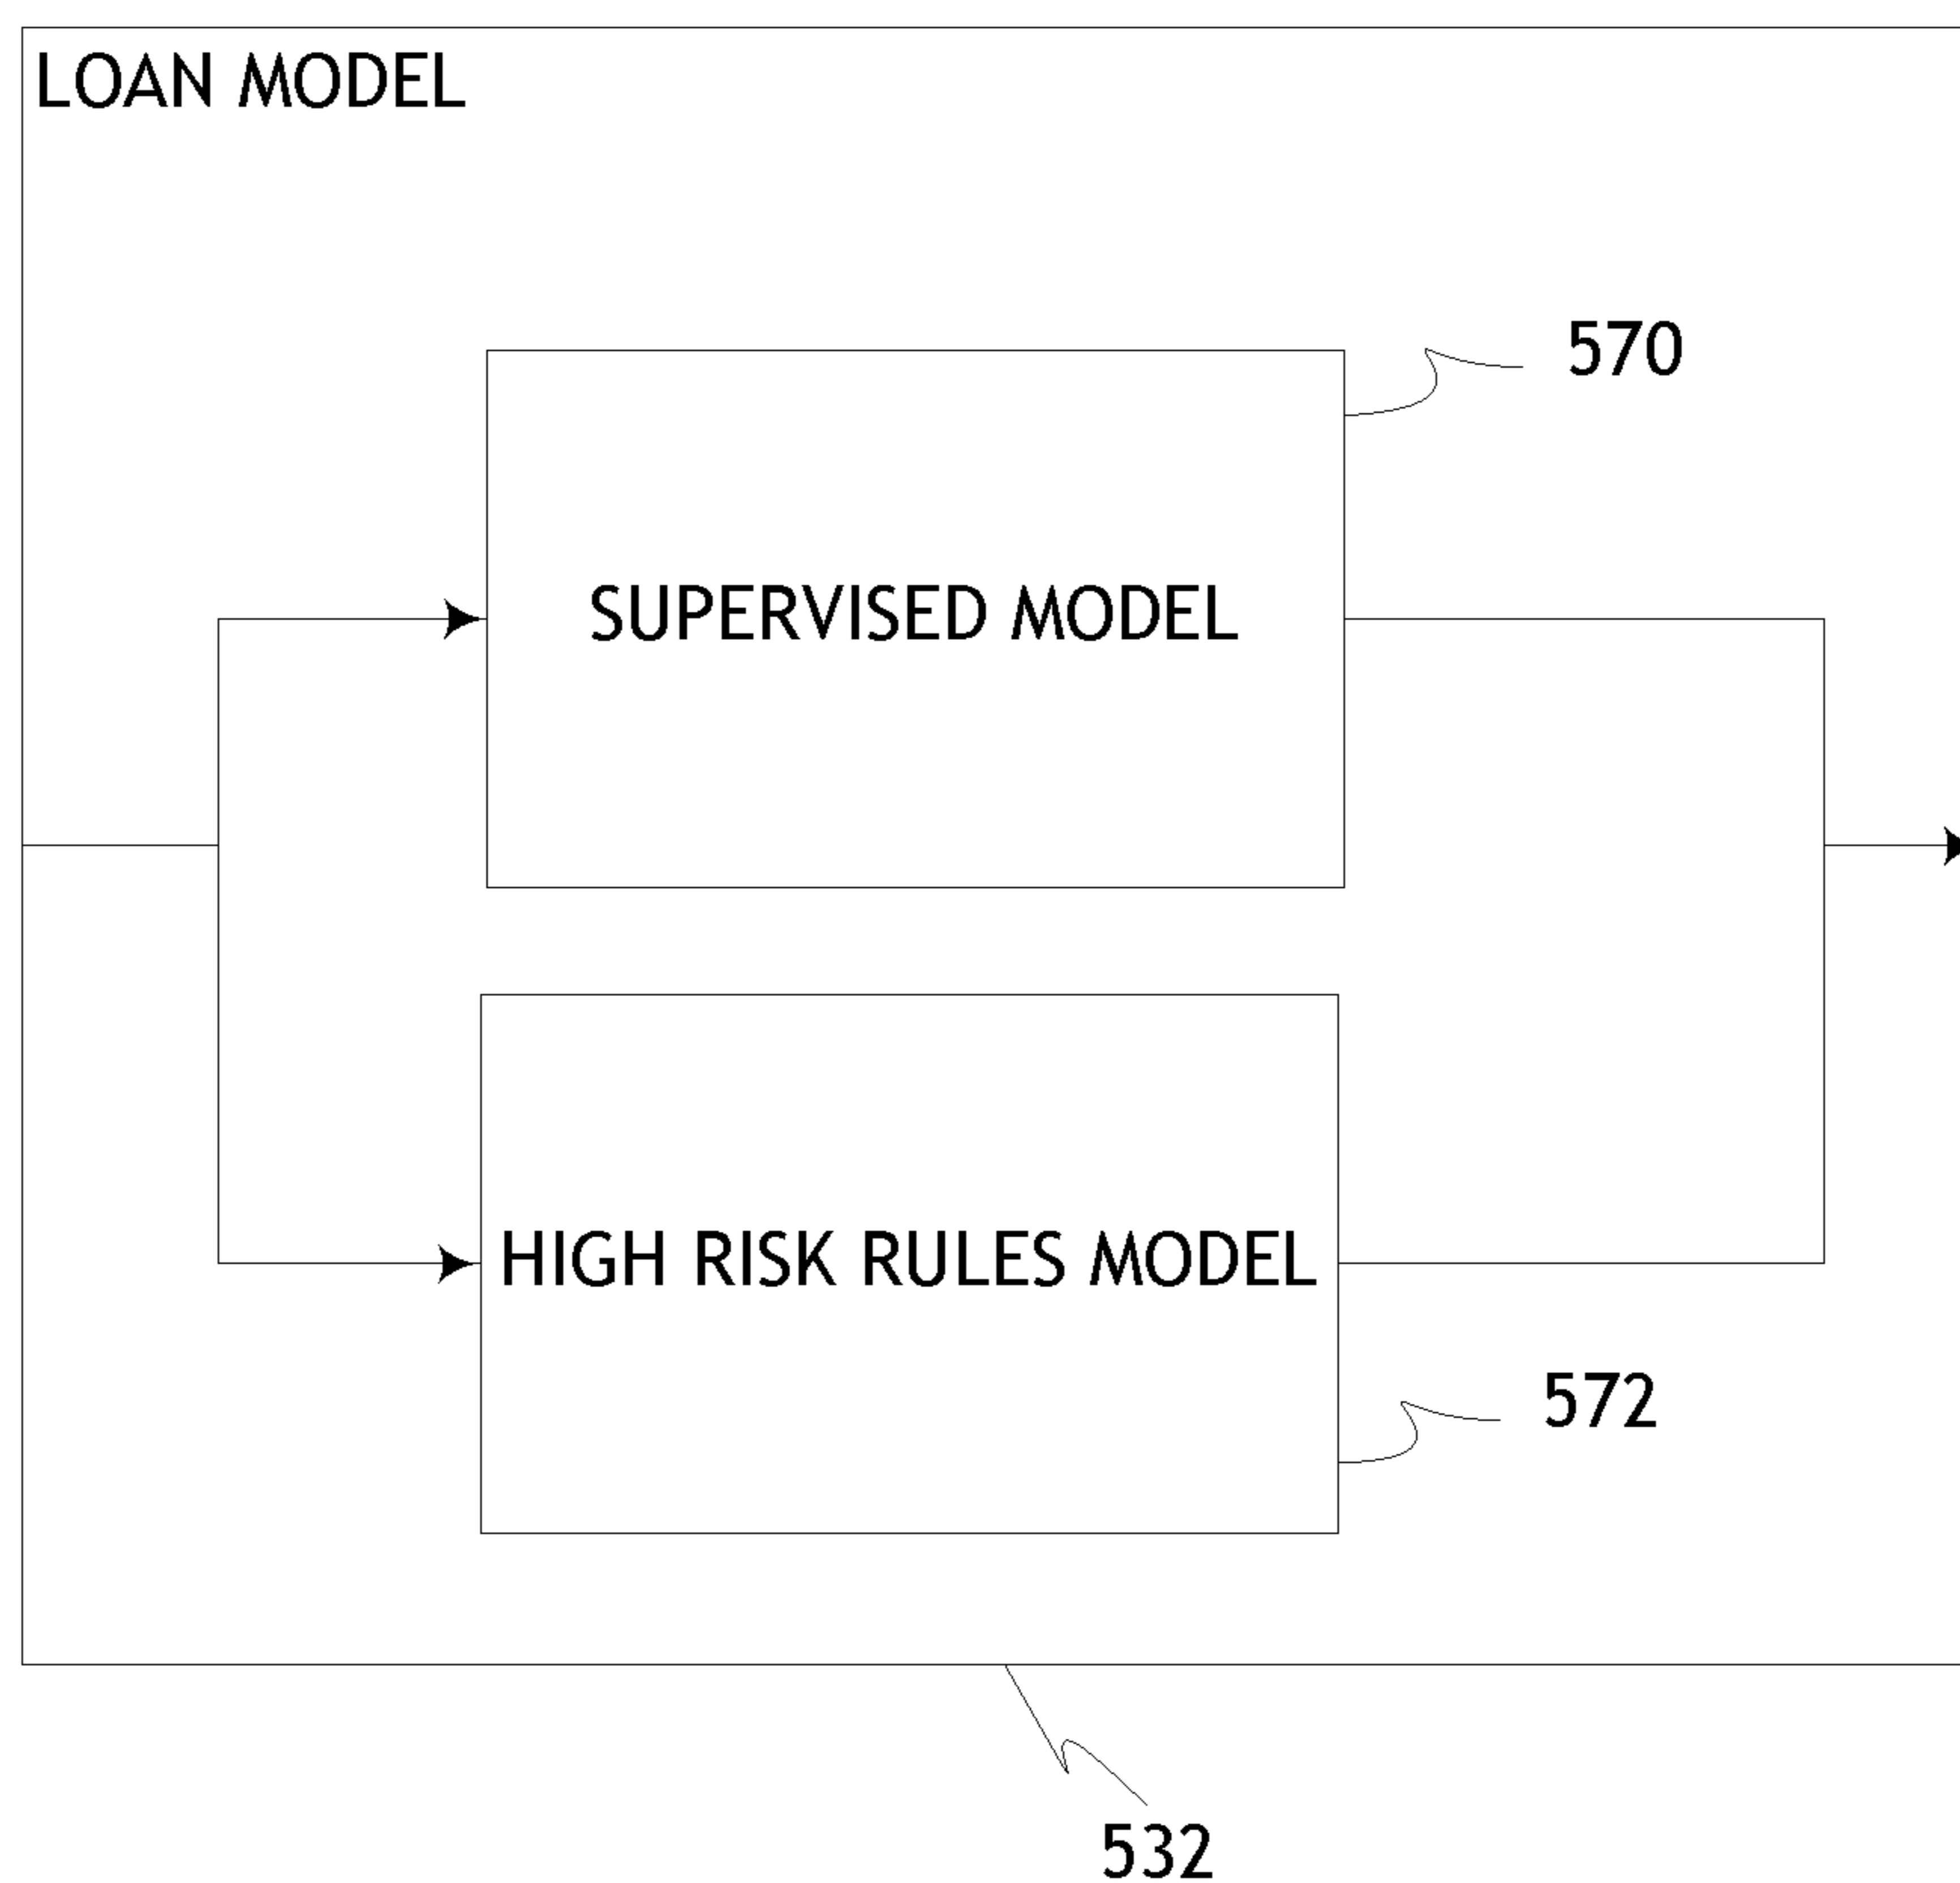 LOAN MODEL
570
SUPERVISED MODEL
HIGH RISK RULES MODEL
572
532